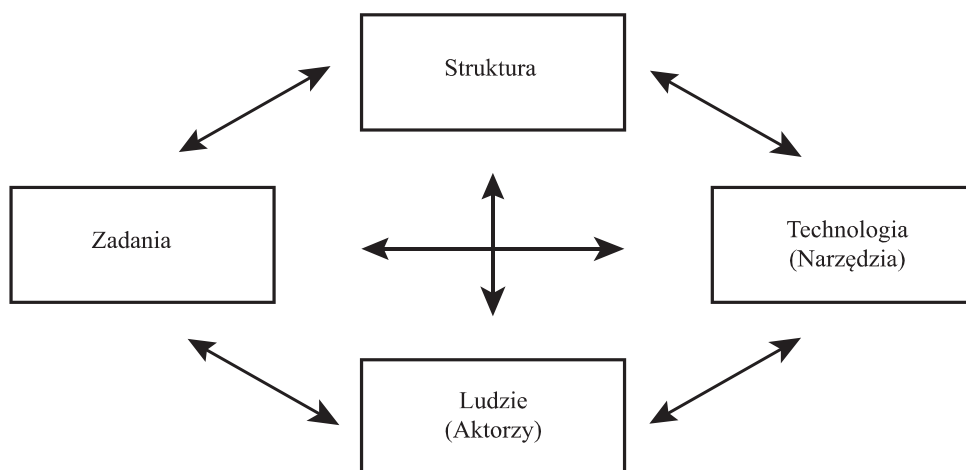 Struktura
Zadania
Technologia
(Narzędzia)
Ludzie
(Aktorzy)